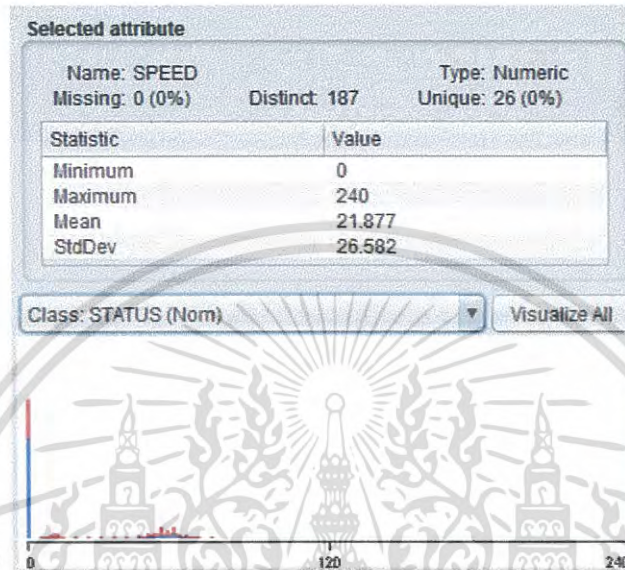 Selected attribute
Name: SPEED Type: Numeric
Missing: 0 (0%) Distinct: 187 Unique: 26 (0%)
Statistic Value
Minimum 0
Maximum 240
Mean 21.877
StdDev 26.582
Class: STATUS (Nom) Visualize All
0 120 240